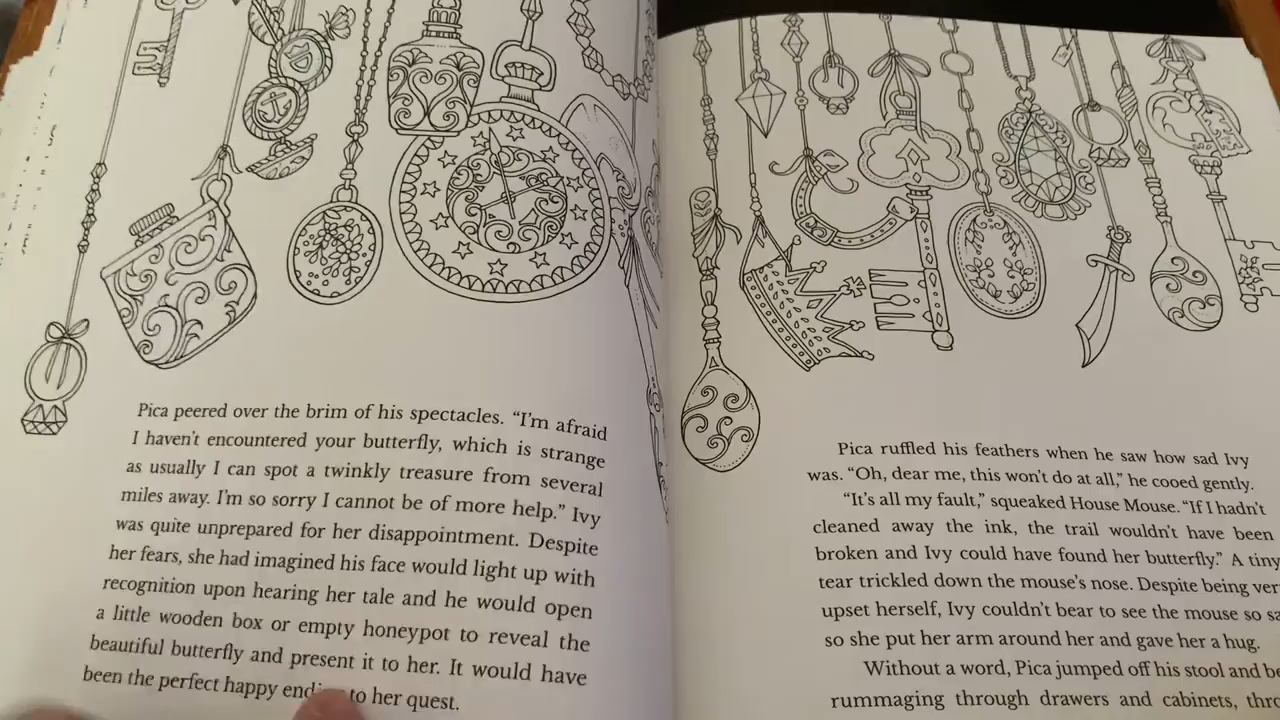 Pica peered over the brim of his spectacles. “I’m afraid
I haven’t encountered your butterfly, which is strange
as usually I can spot a twinkly treasure from several
miles away. I’m so sorry I cannot be of more help.” Ivy
was quite unprepared for her disappointment. Despite
her fears, she had imagined his face would light up with
recognition upon hearing her tale and he would open
a little wooden box or empty honeypot to reveal the
beautiful butterfly and present it to her. It would have
been the perfect happy to her quest.
Pica ruffled his feathers when he saw how sad Ivy
was. “Oh, dear me, this won’t do at all,” he cooed gently.
“It’s all my fault,” squeaked House Mouse. “If I hadn’t
cleaned away the ink, the trail wouldn’t have been
broken and Ivy could have found her butterfly.” A tiny
tear trickled down the mouse’s nose. Despite being
upset herself, Ivy couldn’t bear to see the mouse so
so she put her arm around her and gave her a hug.
Without a word, Pica jumped off his stool and
rummaging through drawers and cabinets,